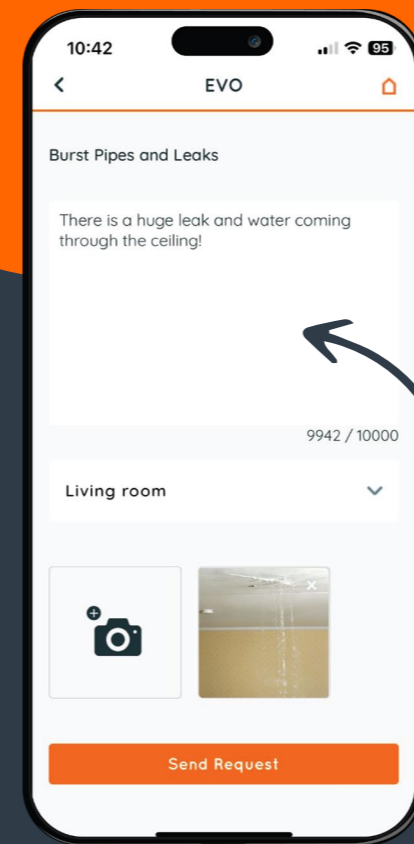 10:42
95
EVO
Burst Pipes and Leaks
There is a huge leak and water coming
through the ceiling!
9942 / 10000
Living room
Send Request